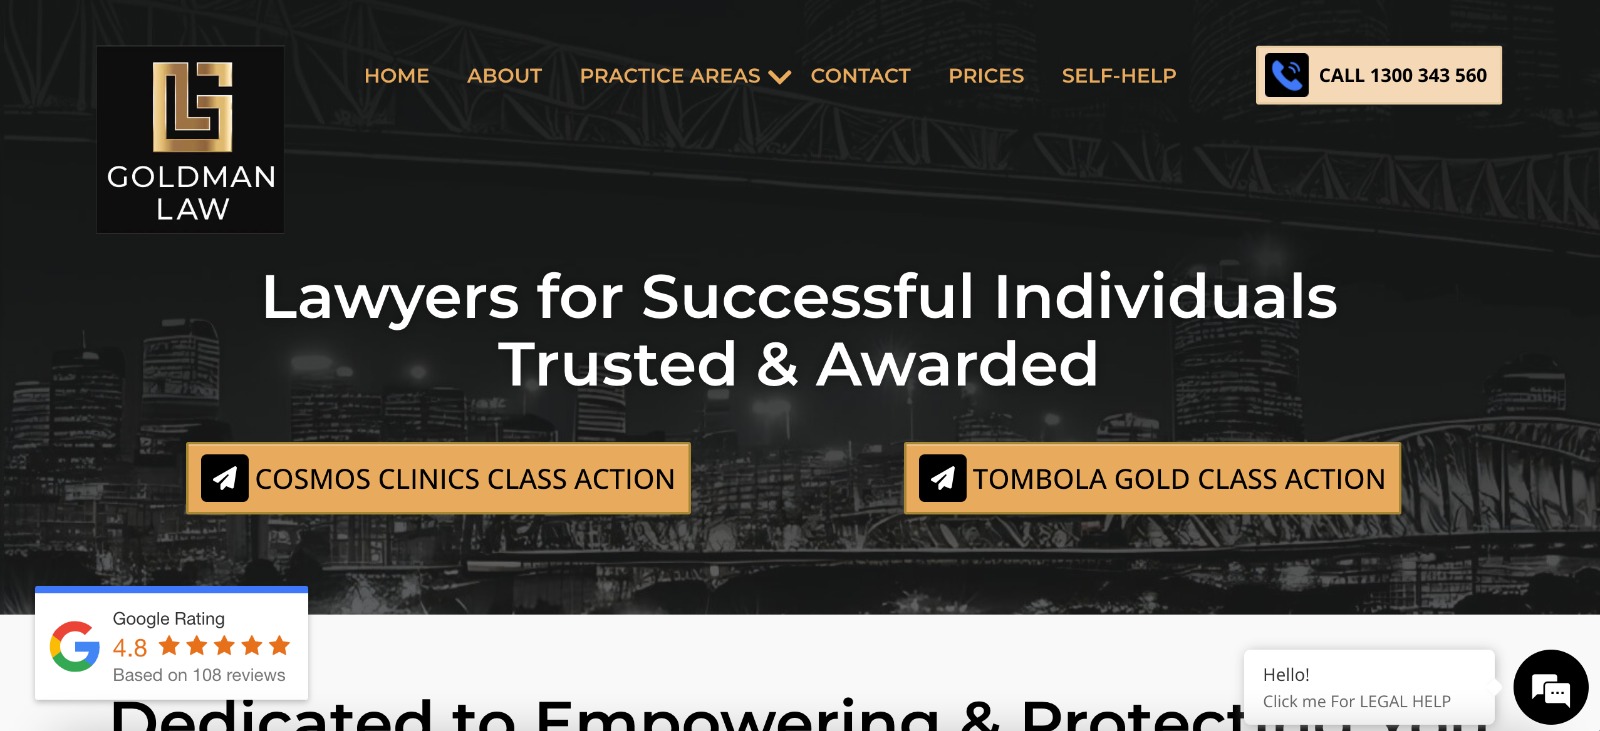 HOME ABOUT PRACTICE AREAS CONTACT PRICES SELF-HELP CALL 1300 343 560
GOLDMAN
LAW
Lawyers for Successful Individuals
Trusted & Awarded
COSMOS CLINICS CLASS ACTION TOMBOLA GOLD CLASS ACTION
Google Rating
4.8
Based on 108 reviews
Hello!
Click me For LEGAL HELP
Dedicated to Empowering & Protecting You